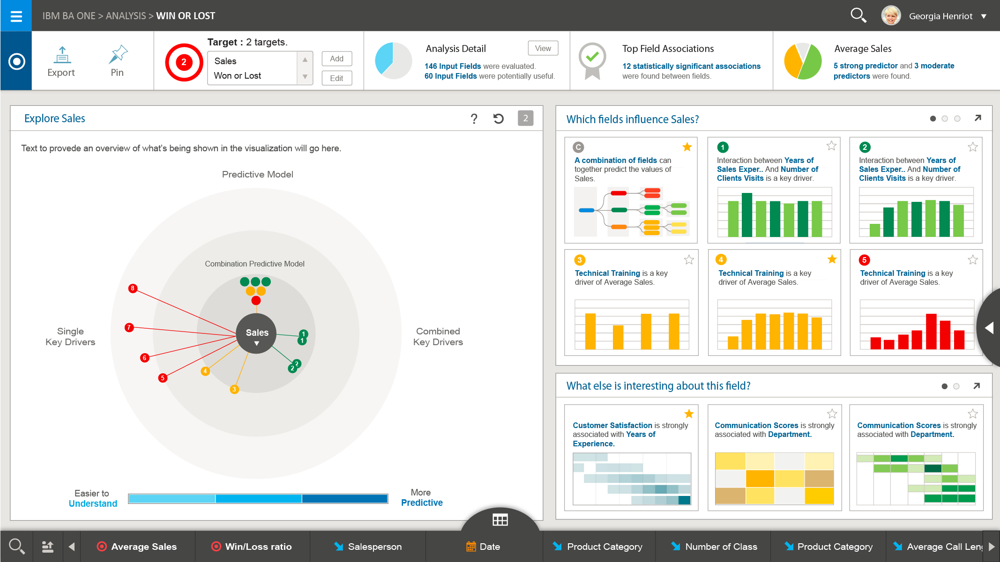 IBM BA ONE > ANALYSIS > WIN OR LOST
Georgia Henriot
Export
Pin
2
Target : 2 targets.
Sales
Won or Lost
Add
Edit
Analysis Detail
View
146 Input Fields were evaluated.
60 Input Fields were potentially useful.
Top Field Associations
12 statistically significant associations
were found between fields.
Average Sales
5 strong predictor and 3 moderate
predictors were found.
Explore Sales
?
2
Text to provede an overview of what's being shown in the visualization will go here.
Predictive Model
Combination Predictive Model
Single
Key Drivers
Combined
Key Drivers
Sales
8
7
6
5
4
3
1
1
2
2
Easier to
Understand
More
Predictive
Which fields influence Sales?
C
A combination of fields can
together predict the values of
Sales.
1
Interaction between Years of
Sales Exper.. And Number of
Clients Visits is a key driver.
2
Interaction between Years of
Sales Exper.. And Number of
Clients Visits is a key driver.
3
Technical Training is a key
driver of Average Sales.
4
Technical Training is a key
driver of Average Sales.
5
Technical Training is a key
driver of Average Sales.
What else is interesting about this field?
Customer Satisfaction is strongly
associated with Years of
Experience.
Communication Scores is strongly
associated with Department.
Communication Scores is strongly
associated with Department.
Average Sales
Win/Loss ratio
Salesperson
Date
Product Category
Number of Class
Product Category
Average Call Leng